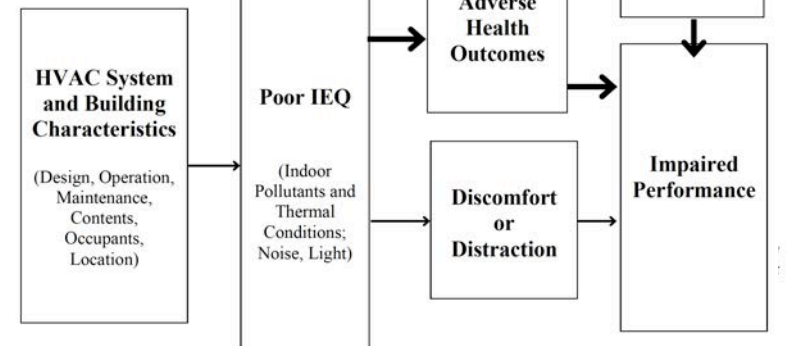 HVAC System
and Building
Characteristics
(Design, Operation,
Maintenance,
Contents,
Occupants,
Location)
Poor IEQ
(Indoor
Pollutants and
Thermal
Conditions;
Noise, Light)
Adverse
Health
Outcomes
Discomfort
or
Distraction
Impaired
Performance